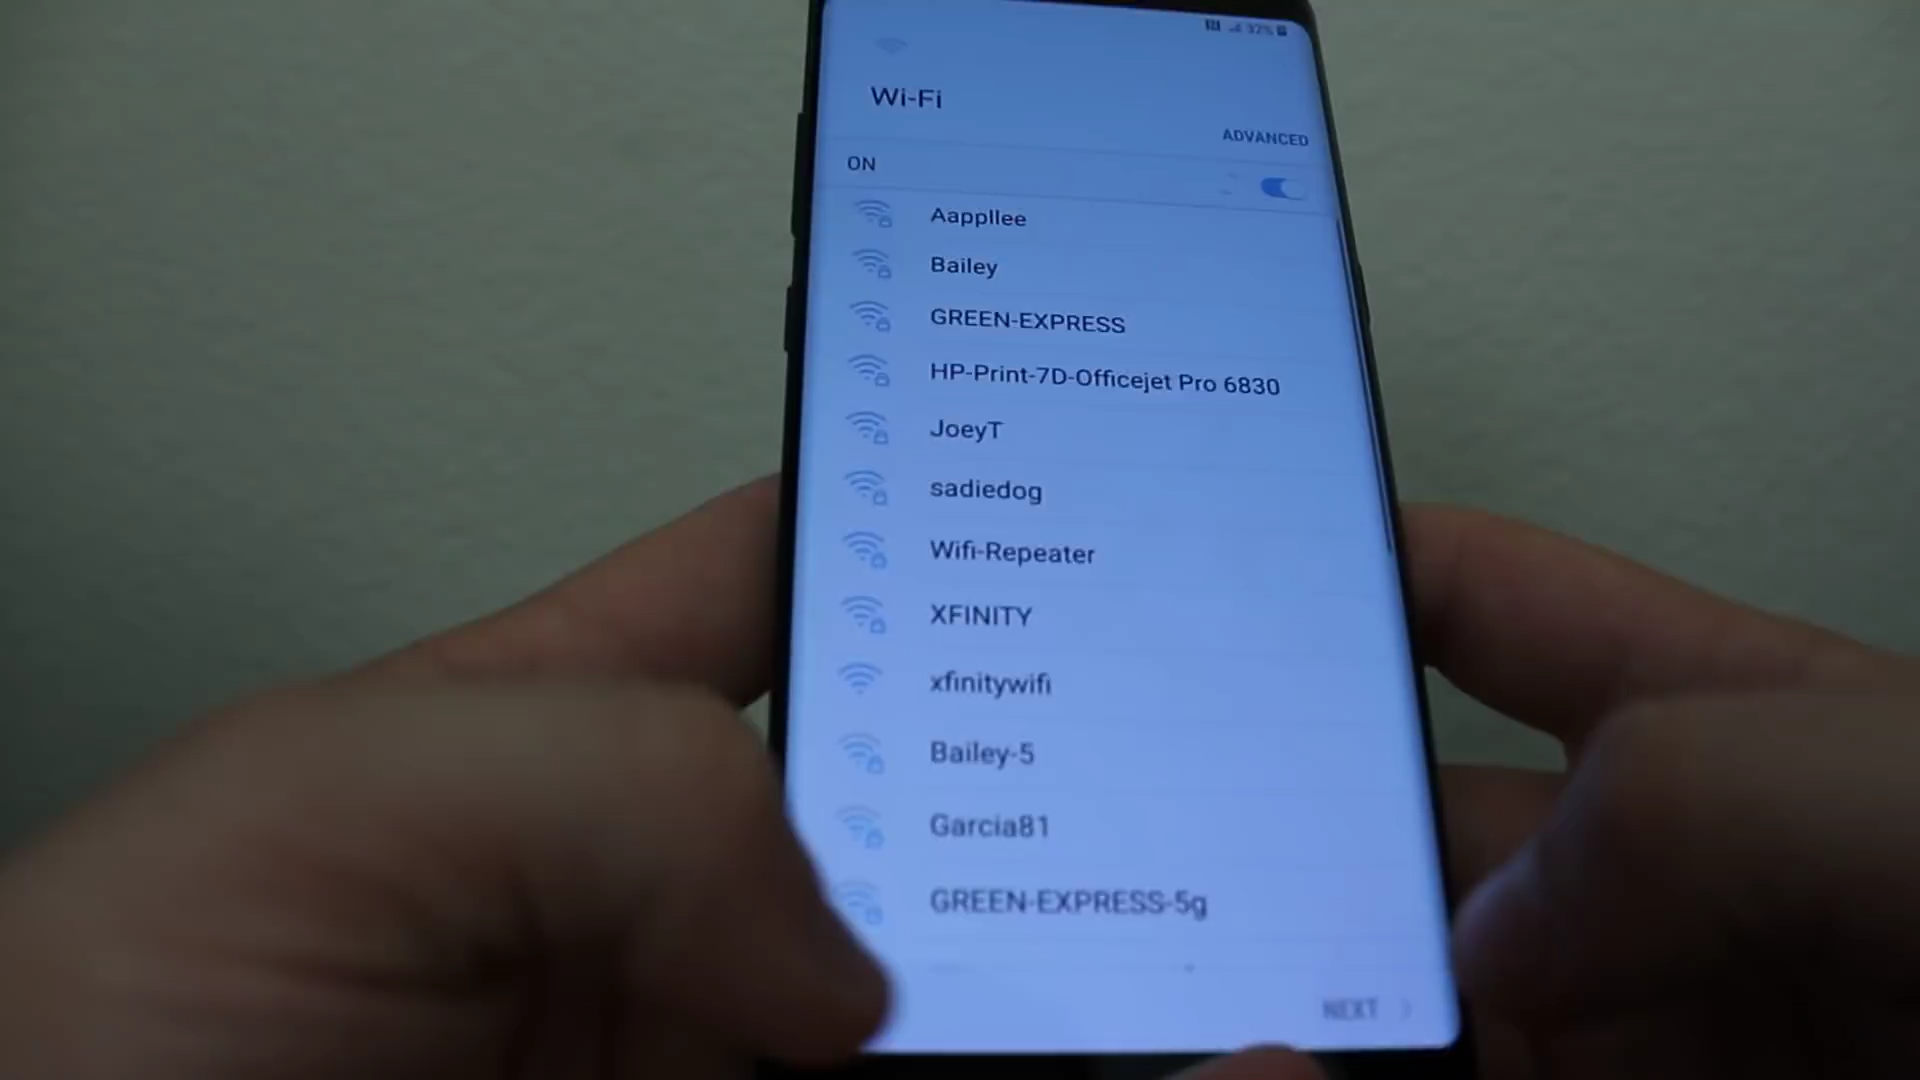 32%
Wi-Fi
ADVANCED
ON
Aappllee
Bailey
GREEN-EXPRESS
HP-Print-7D-Officejet Pro 6830
JoeyT
sadiedog
Wifi-Repeater
XFINITY
xfinitywifi
Bailey-5
Garcia81
GREEN-EXPRESS-5g
NEXT